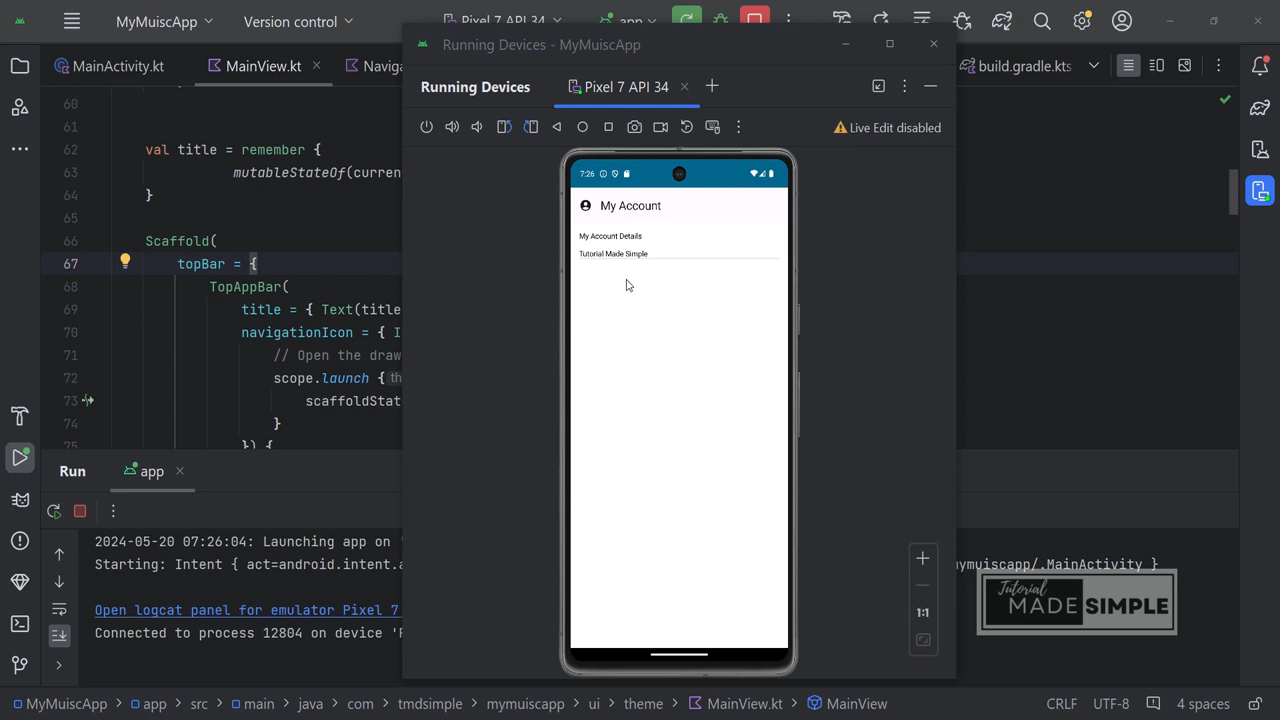 MyMuiscApp
Version control
Pixel 7 API 34
app
Running Devices - MyMuiscApp
MainActivity.kt
MainView.kt
build.gradle.kts
Running Devices
Pixel 7 API 34
Live Edit disabled
60
61
62 val title = remember {
63 mutableStateOf(curren
64 }
65
66 Scaffold(
67 topBar = {
68 TopAppBar(
69 title = { Text(title
70 navigationIcon = { I
71 // Open the draw
72 scope.launch {
73 scaffoldStat
74 }
75 }) {
7:26
My Account
My Account Details
Tutorial Made Simple
Run
app
2024-05-20 07:26:04: Launching app on '
Starting: Intent { act=android.intent.a
mymuiscapp/.MainActivity }
Open logcat panel for emulator Pixel 7
Connected to process 12804 on device '
1:1
Tutorial
MADE SIMPLE
MyMuiscApp
app
src
main
java
com
tmdsimple
mymuiscapp
ui
theme
MainView.kt
MainView
CRLF
UTF-8
4 spaces